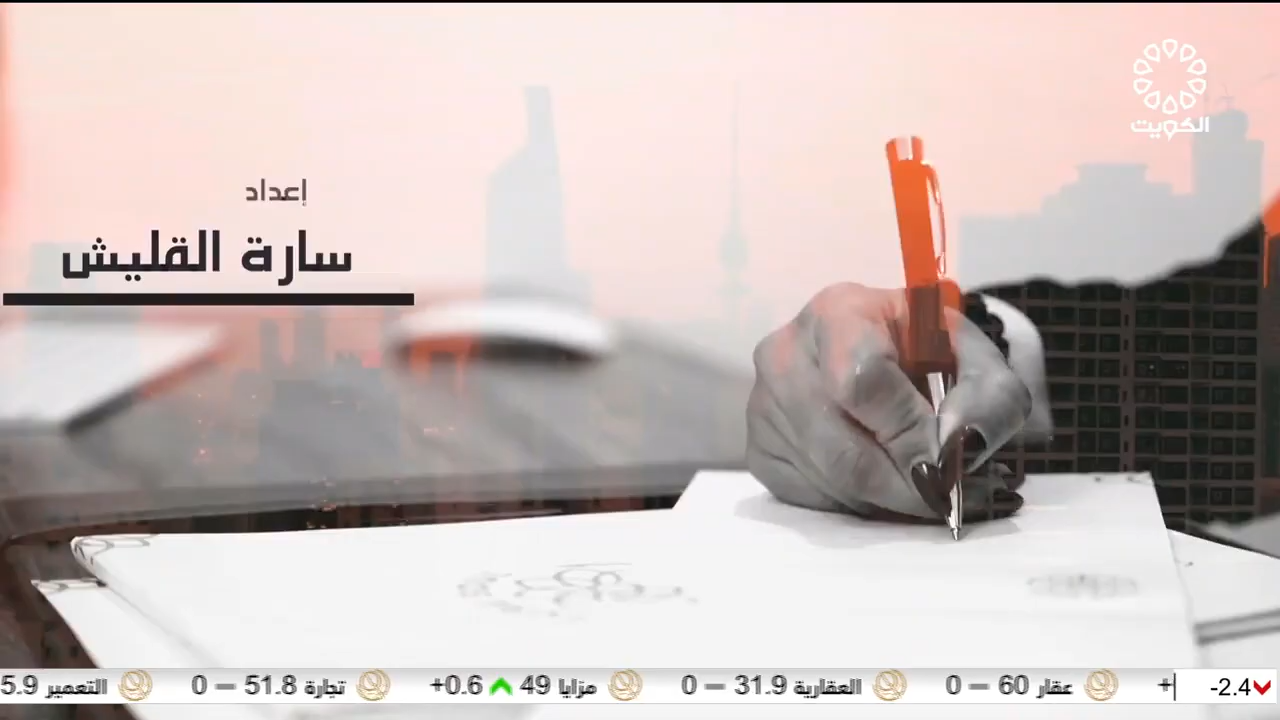 الكويت
إعداد
سارة القليش
-2.4 + عقار 60 — 0 العقارية 31.9 — 0 مزايا 49 +0.6 تجارة 51.8 — 0 التعمير 5.9